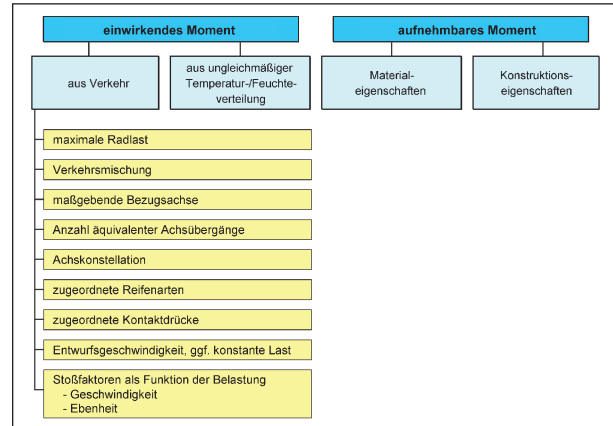 einwirkendes Moment
aufnehmbares Moment
aus Verkehr
aus ungleichmäßiger
Temperatur-/Feuchte-
verteilung
Material-
eigenschaften
Konstruktions-
eigenschaften
maximale Radlast
Verkehrsmischung
maßgebende Bezugsachse
Anzahl äquivalenter Achsübergänge
Achskonstellation
zugeordnete Reifenarten
zugeordnete Kontaktdrücke
Entwurfsgeschwindigkeit, ggf. konstante Last
Stoßfaktoren als Funktion der Belastung
- Geschwindigkeit
- Ebenheit